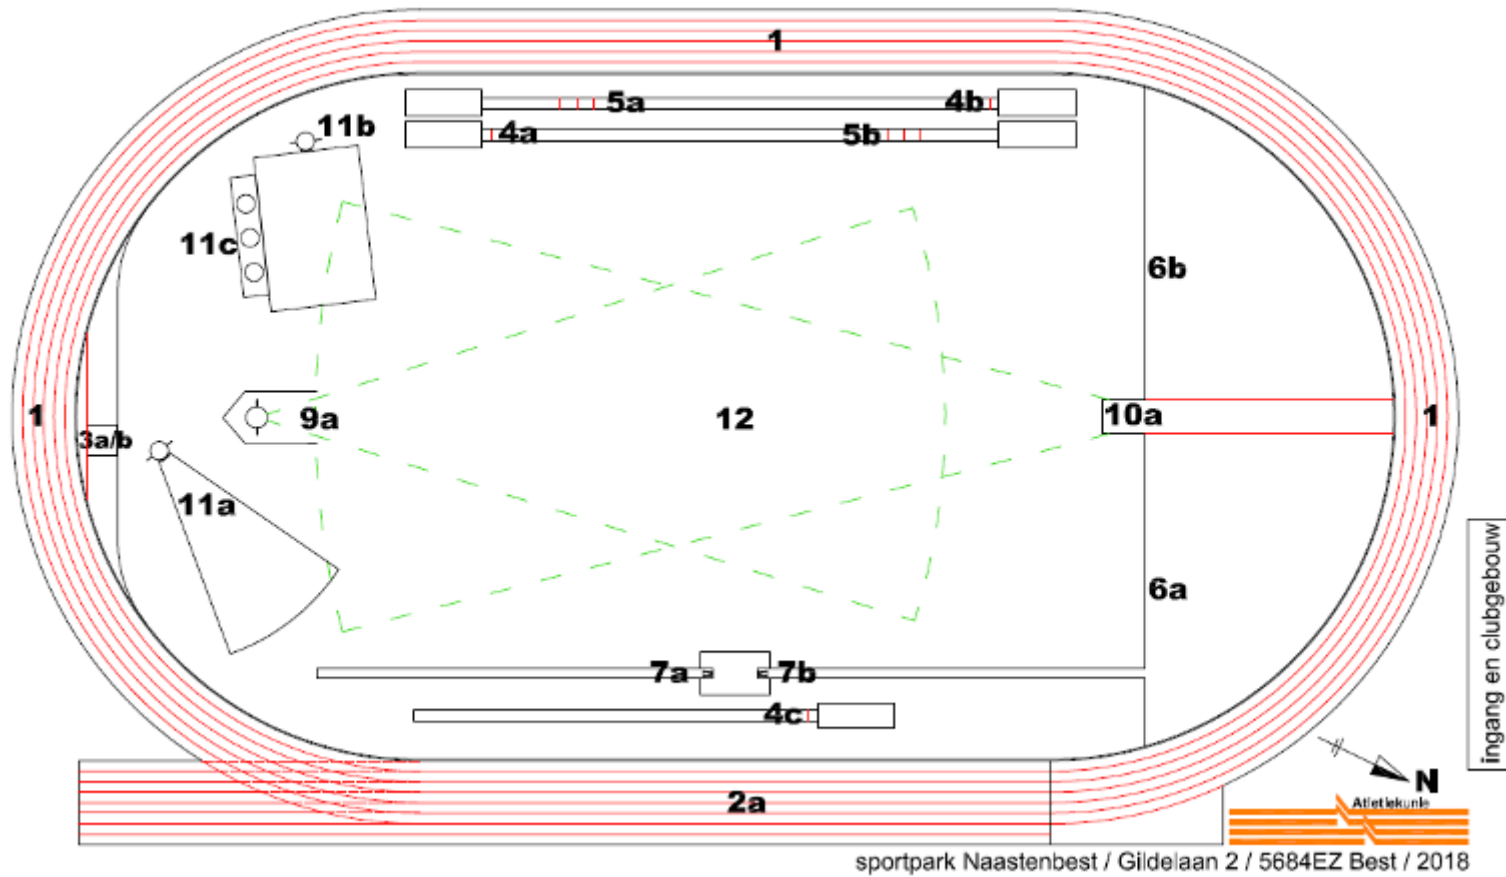 1
5a 4b
4a 5b
11b
11c
6b
1 3a/b 9a 12 10a 1
11a
6a
7a 7b
4c
2a
ingang en clubgebouw
N
Atletiekunie
sportpark Naastenbest / Gildelaan 2 / 5684EZ Best / 2018